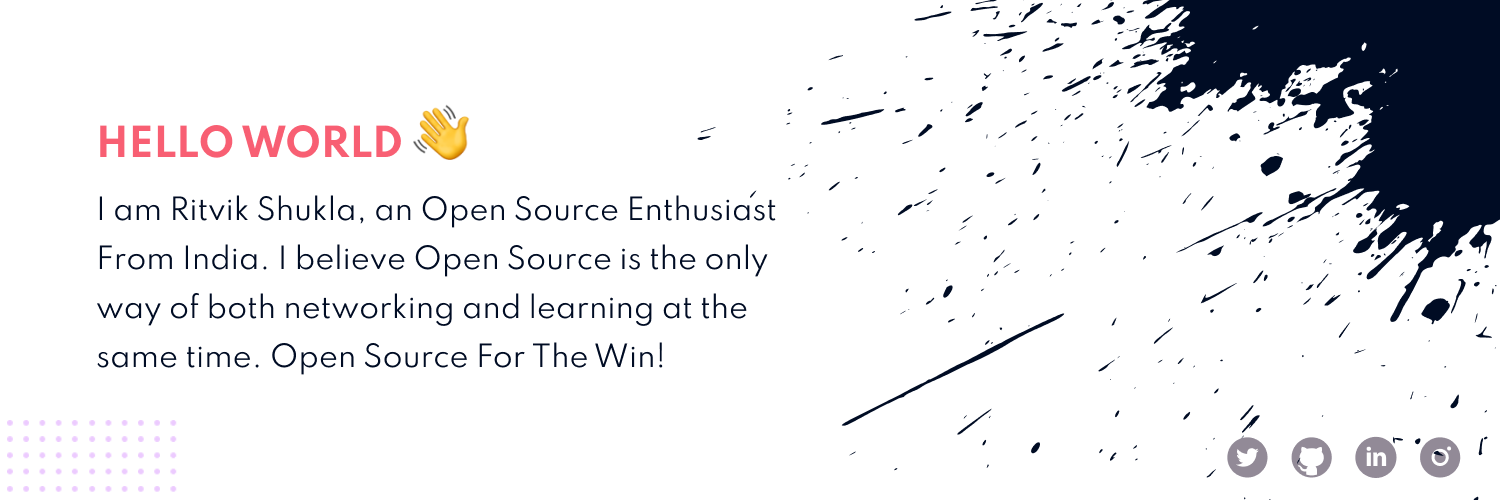 HELLO WORLD 👋
I am Ritvik Shukla, an Open Source Enthusiast
From India. I believe Open Source is the only
way of both networking and learning at the
same time. Open Source For The Win!
in